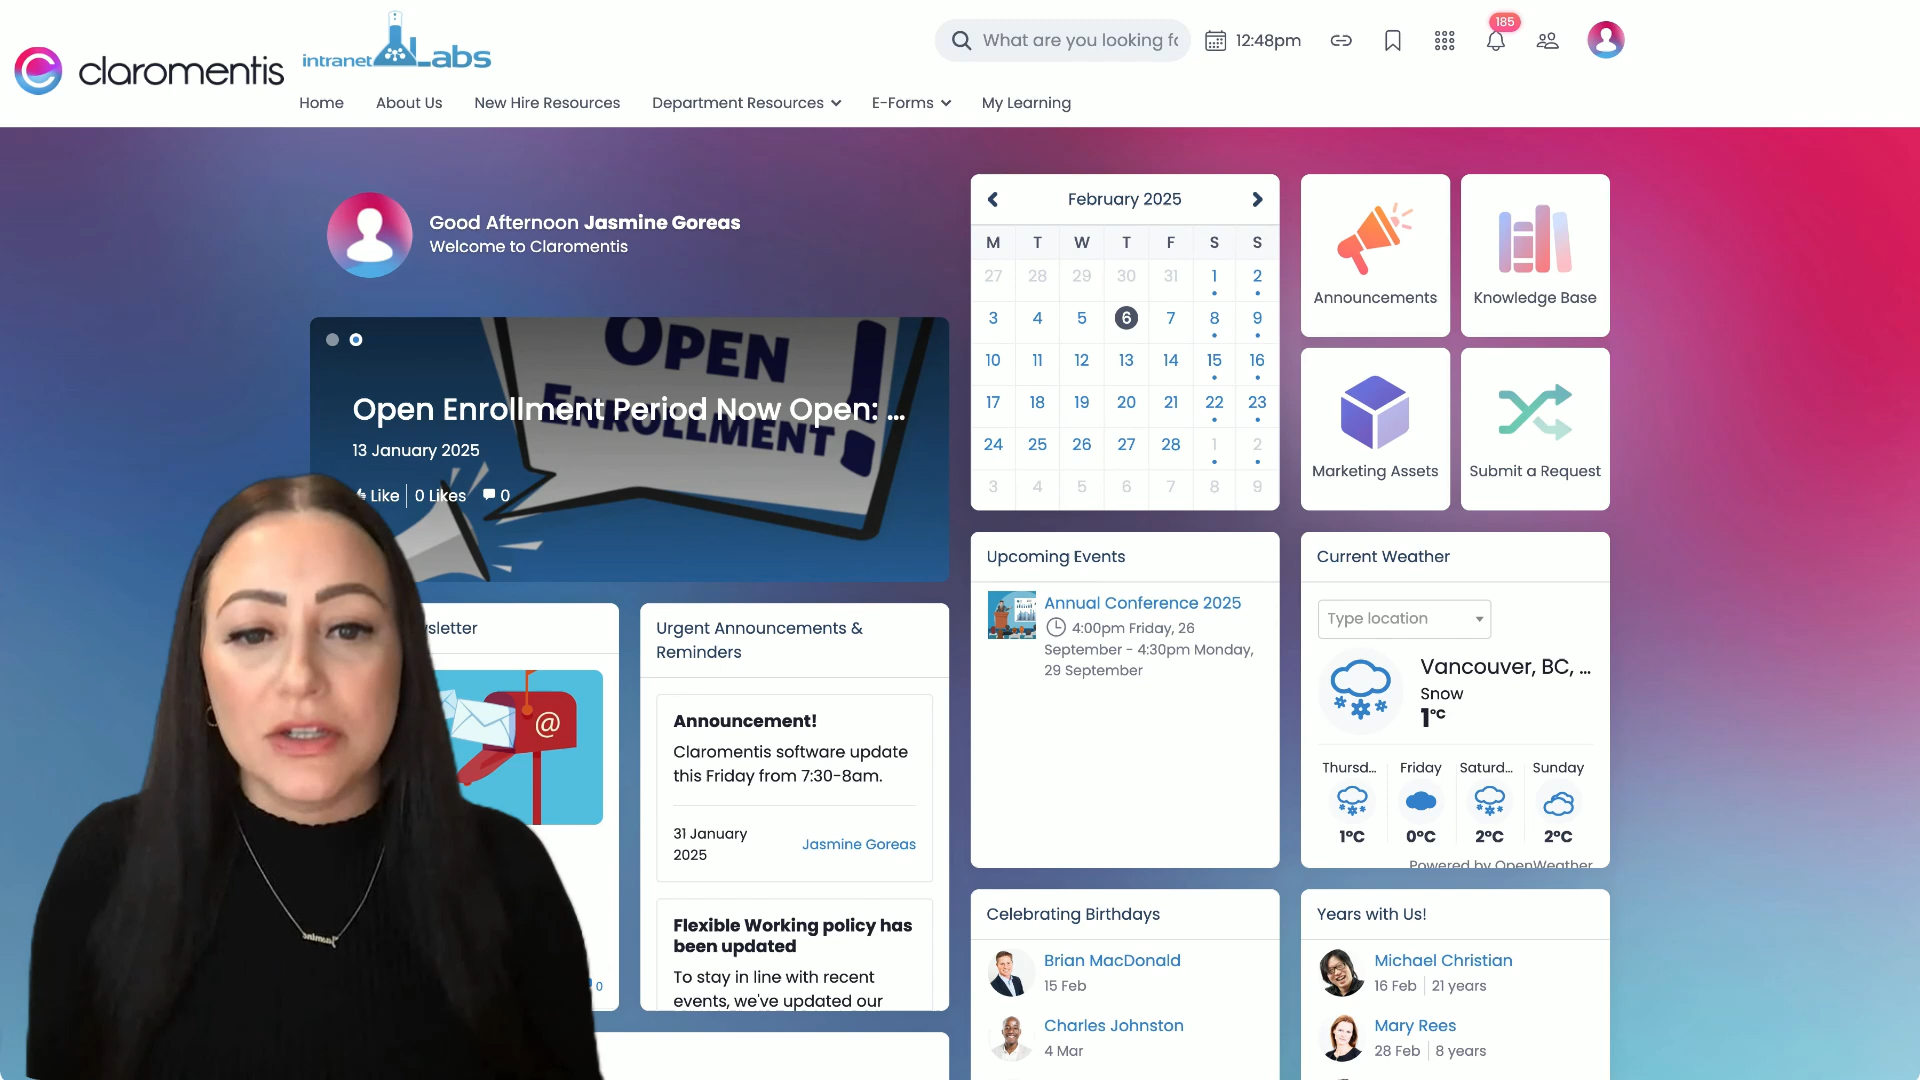 claromentis
intranet Labs
What are you looking fo
12:48pm
185
Home
About Us
New Hire Resources
Department Resources
E-Forms
My Learning
Good Afternoon Jasmine Goreas
Welcome to Claromentis
OPEN
ENROLLMENT
Open Enrollment Period Now Open: ...
13 January 2025
Like
0 Likes
0
February 2025
M T W T F S S
27 28 29 30 31 1 2
3 4 5 6 7 8 9
10 11 12 13 14 15 16
17 18 19 20 21 22 23
24 25 26 27 28 1 2
3 4 5 6 7 8 9
Announcements
Knowledge Base
Marketing Assets
Submit a Request
@
0
Urgent Announcements &
Reminders
Announcement!
Claromentis software update
this Friday from 7:30-8am.
31 January
2025
Jasmine Goreas
Flexible Working policy has
been updated
To stay in line with recent
events, we've updated our
Upcoming Events
Annual Conference 2025
4:00pm Friday, 26
September - 4:30pm Monday,
29 September
Current Weather
Type location
Vancouver, BC, ...
Snow
1°C
Thursd... Friday Saturd... Sunday
1°C 0°C 2°C 2°C
Powered by OpenWeather
Celebrating Birthdays
Brian MacDonald
15 Feb
Charles Johnston
4 Mar
Years with Us!
Michael Christian
16 Feb
21 years
Mary Rees
28 Feb
8 years
Jasmine